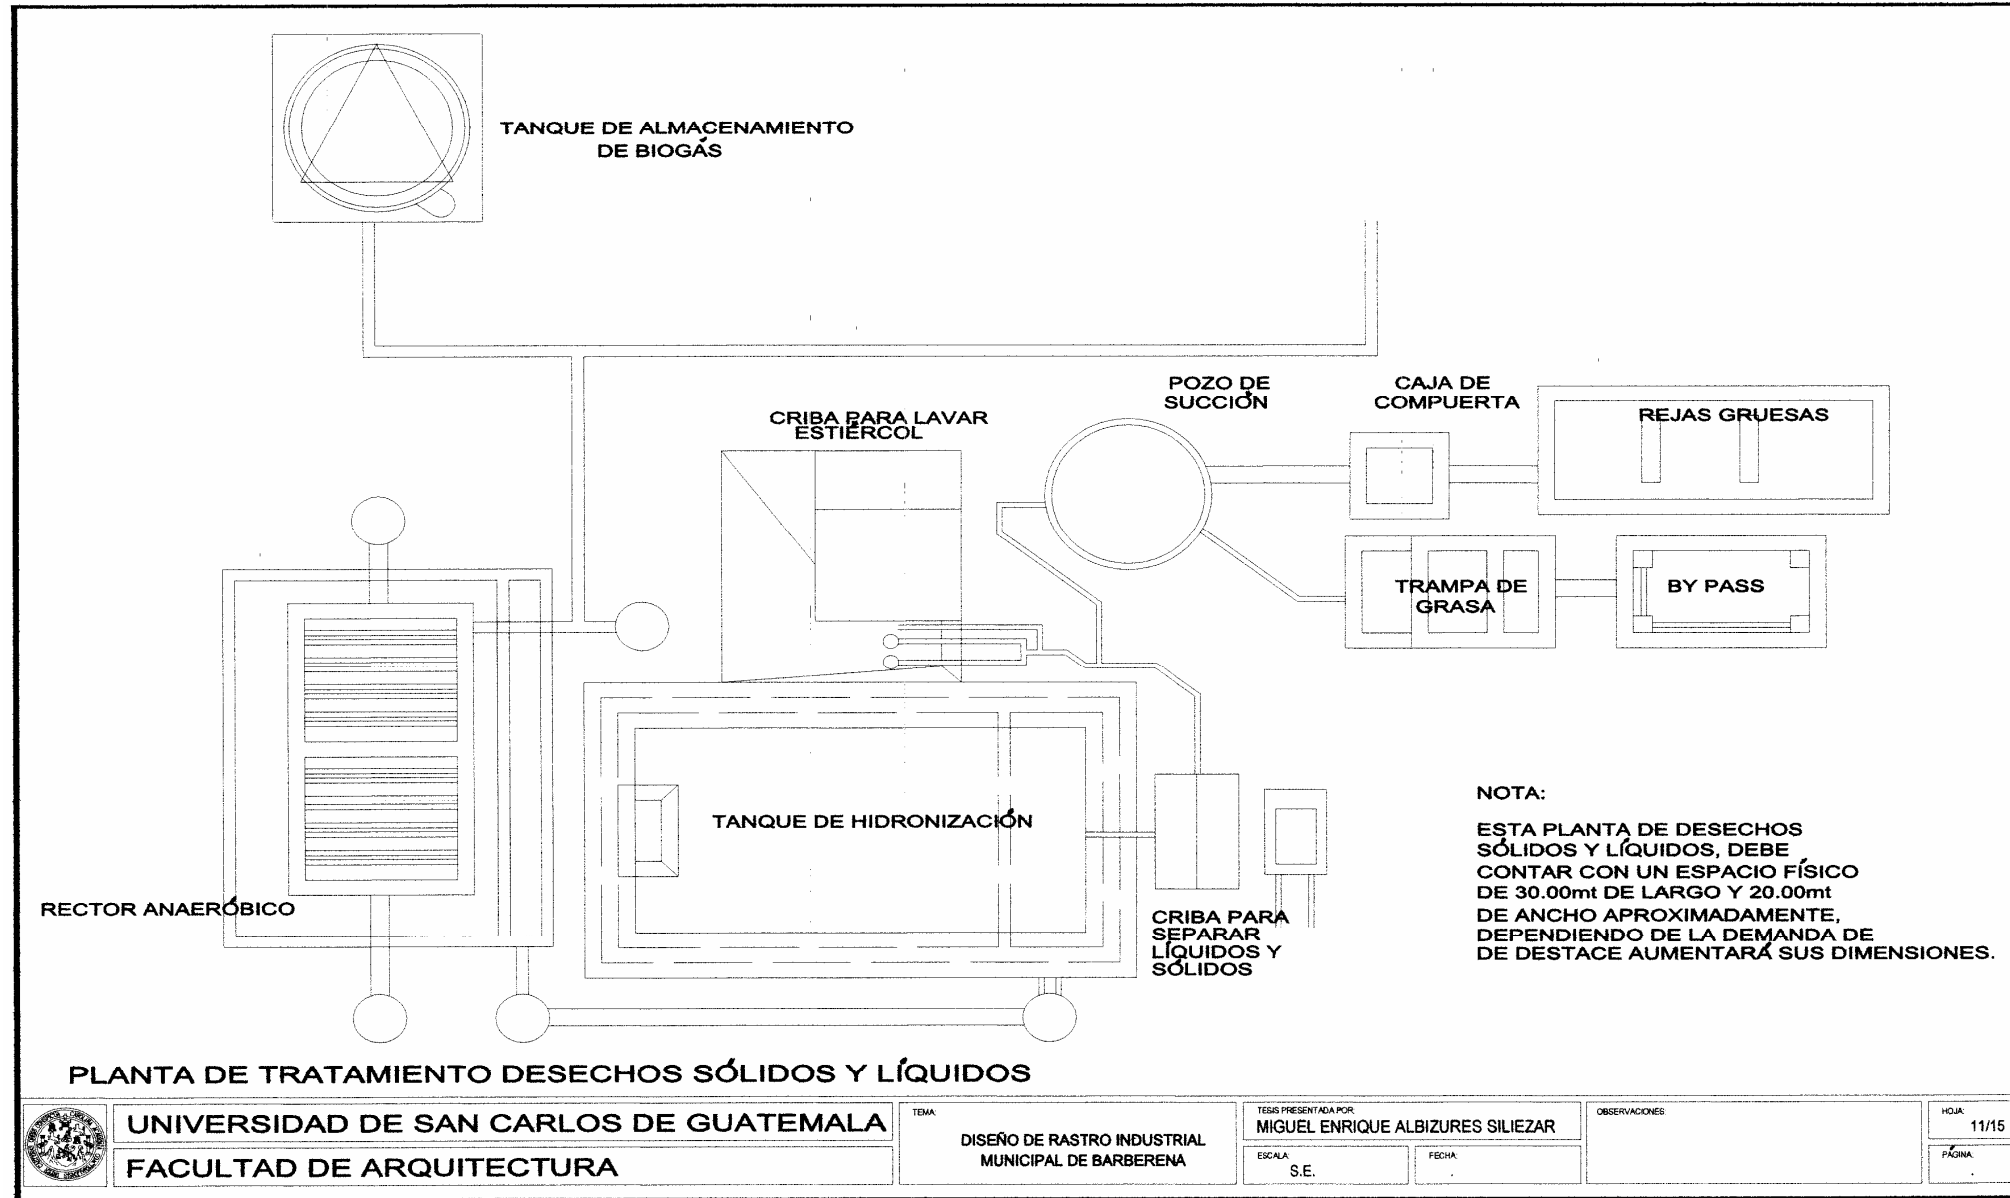 TANQUE DE ALMACENAMIENTO
DE BIOGÁS
POZO DE
SUCCIÓN
CAJA DE
COMPUERTA
REJAS GRUESAS
CRIBA PARA LAVAR
ESTIÉRCOL
TRAMPA DE
GRASA
BY PASS
TANQUE DE HIDRONIZACIÓN
RECTOR ANAERÓBICO
CRIBA PARA
SEPARAR
LÍQUIDOS Y
SÓLIDOS
NOTA:
ESTA PLANTA DE DESECHOS
SÓLIDOS Y LÍQUIDOS, DEBE
CONTAR CON UN ESPACIO FÍSICO
DE 30.00mt DE LARGO Y 20.00mt
DE ANCHO APROXIMADAMENTE,
DEPENDIENDO DE LA DEMANDA DE
DE DESTACE AUMENTARÁ SUS DIMENSIONES.
PLANTA DE TRATAMIENTO DESECHOS SÓLIDOS Y LÍQUIDOS
UNIVERSIDAD DE SAN CARLOS DE GUATEMALA
FACULTAD DE ARQUITECTURA
TEMA:
DISEÑO DE RASTRO INDUSTRIAL
MUNICIPAL DE BARBERENA
TESIS PRESENTADA POR:
MIGUEL ENRIQUE ALBIZURES SILIEZAR
ESCALA:
S.E.
FECHA:
OBSERVACIONES:
HOJA:
11/15
PÁGINA: